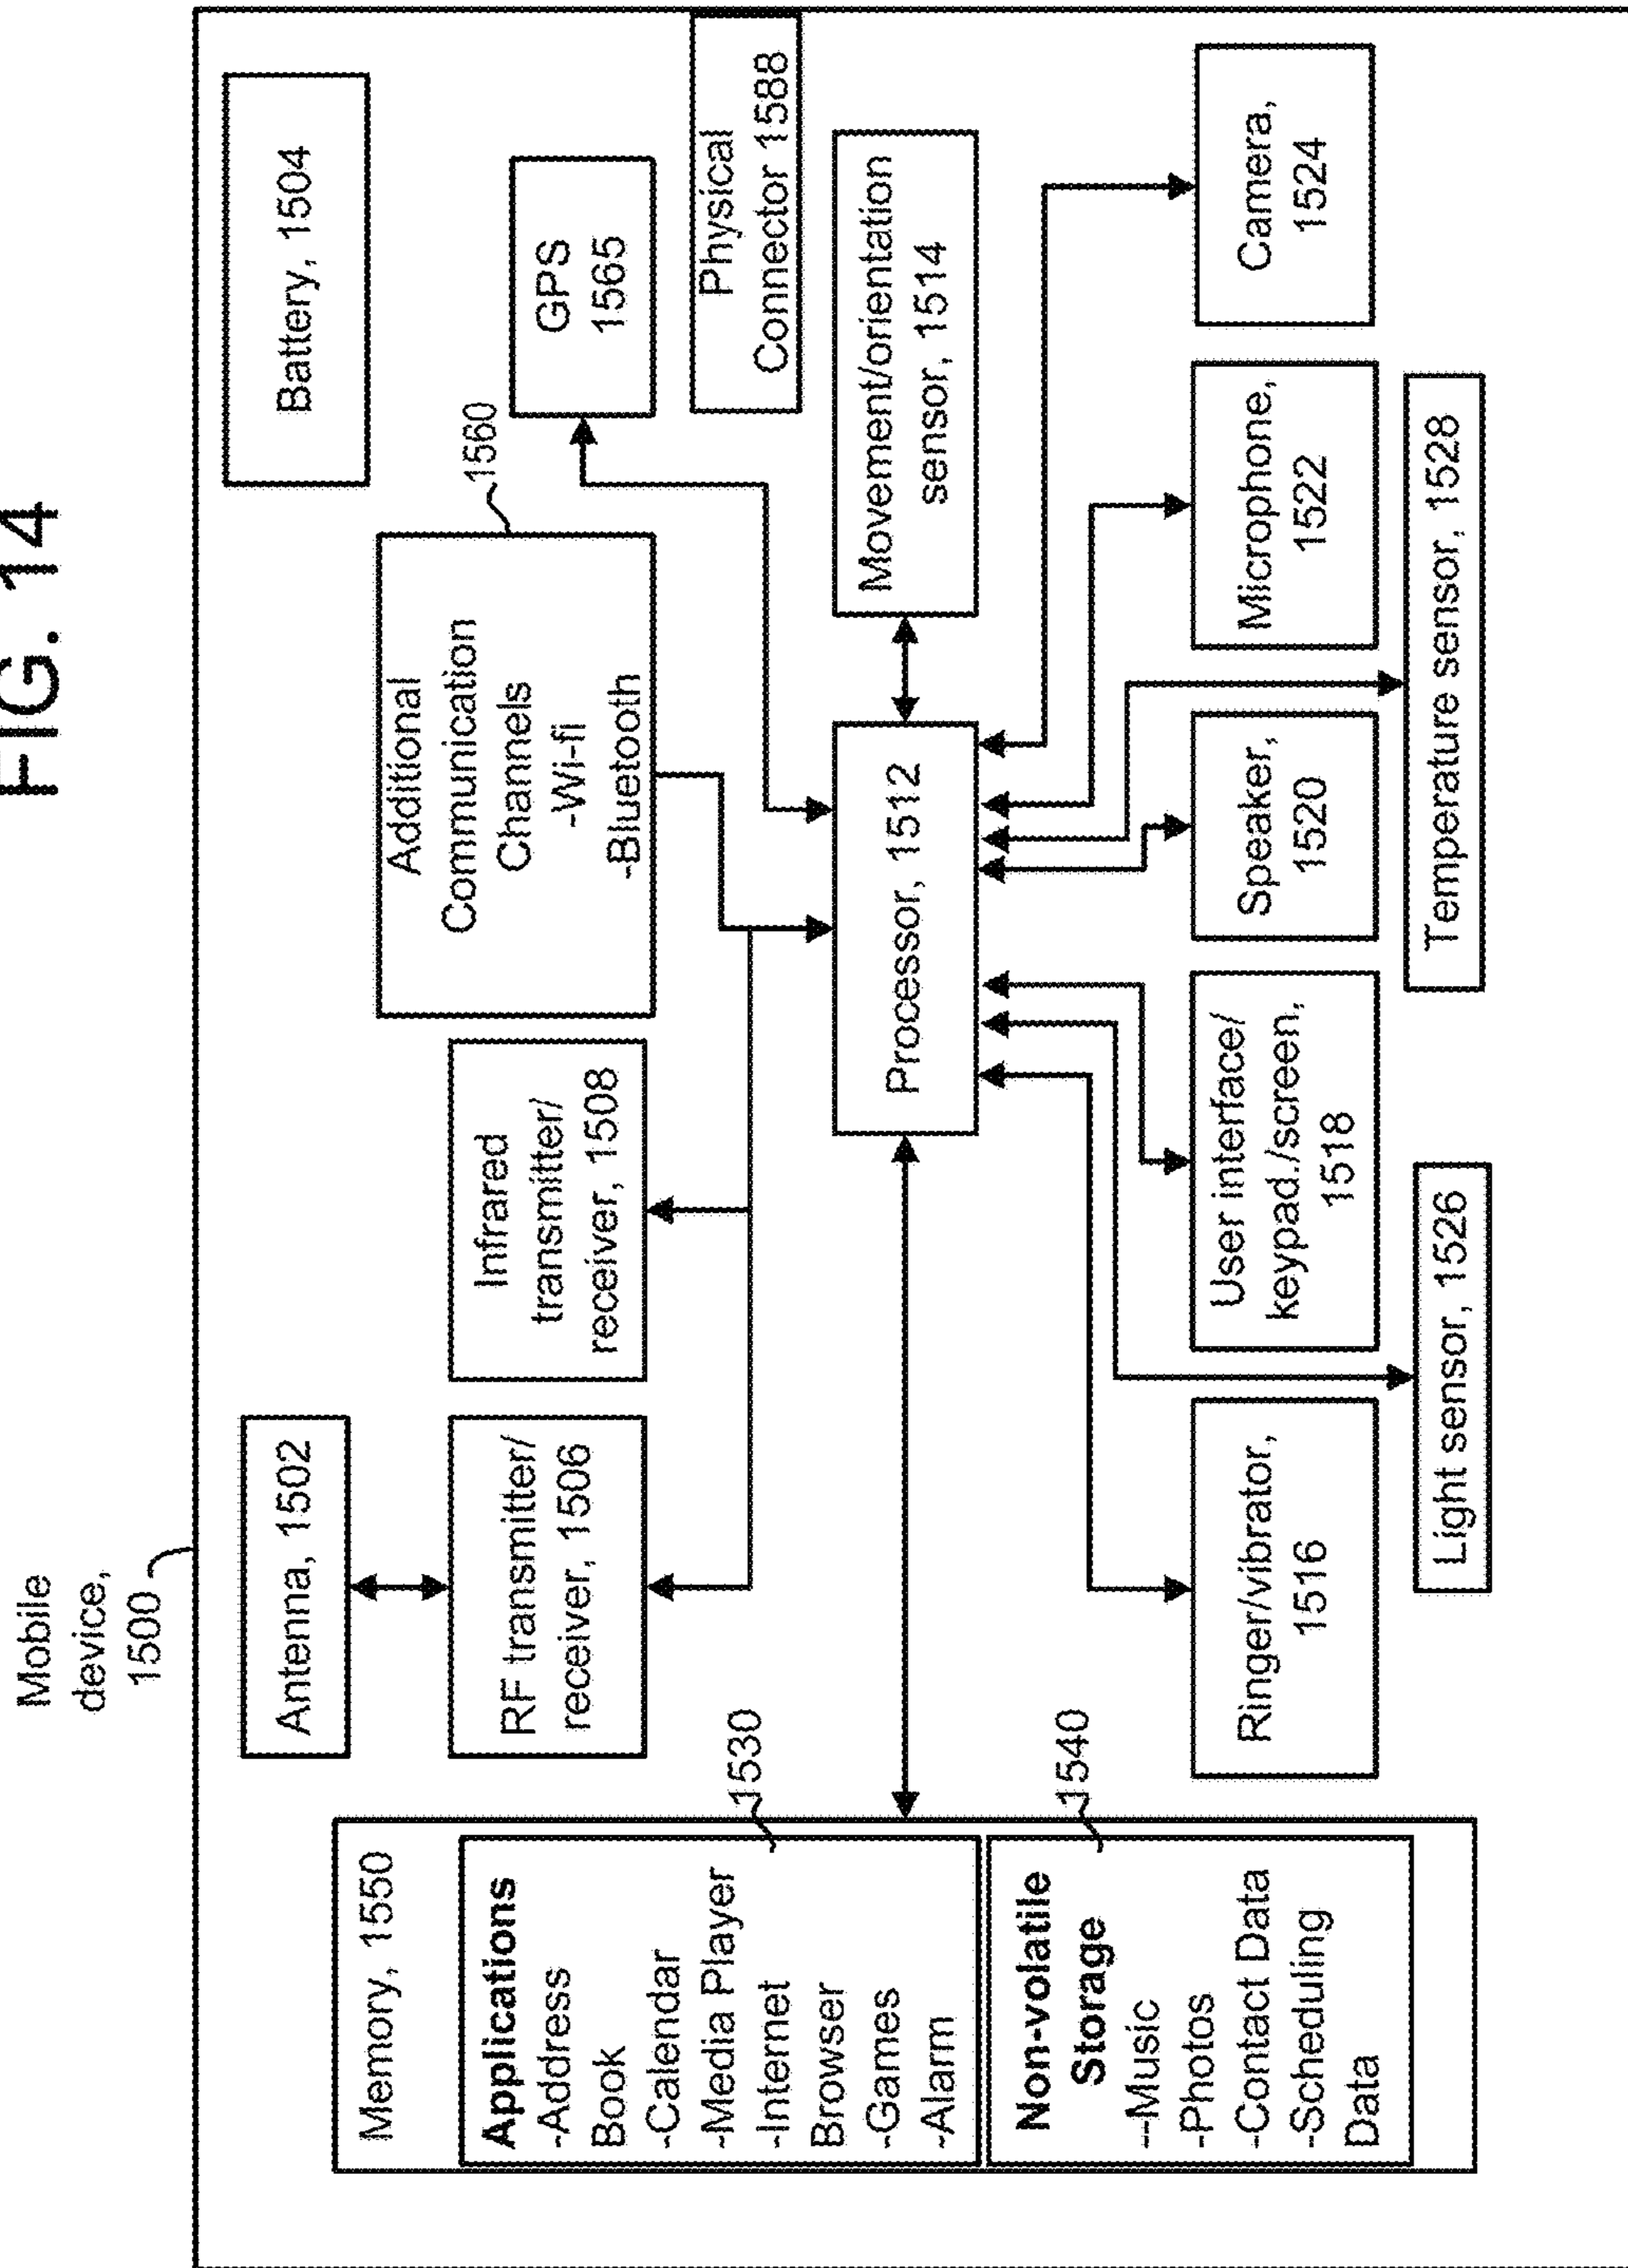 FIG. 14
Mobile
device,
1500
Memory, 1550
Applications
-Address
Book
-Calendar
-Media Player
-Internet
Browser
-Games
-Alarm
1530
Non-volatile
Storage
--Music
-Photos
-Contact Data
-Scheduling
Data
1540
Antenna, 1502
RF transmitter/
receiver, 1506
Infrared
transmitter/
receiver, 1508
Additional
Communication
Channels
-Wi-fi
-Bluetooth
1560
Battery, 1504
GPS
1565
Physical
Connector 1588
Processor, 1512
Movement/orientation
sensor, 1514
Ringer/vibrator,
1516
User interface/
keypad./screen,
1518
Speaker,
1520
Microphone,
1522
Camera,
1524
Light sensor, 1526
Temperature sensor, 1528